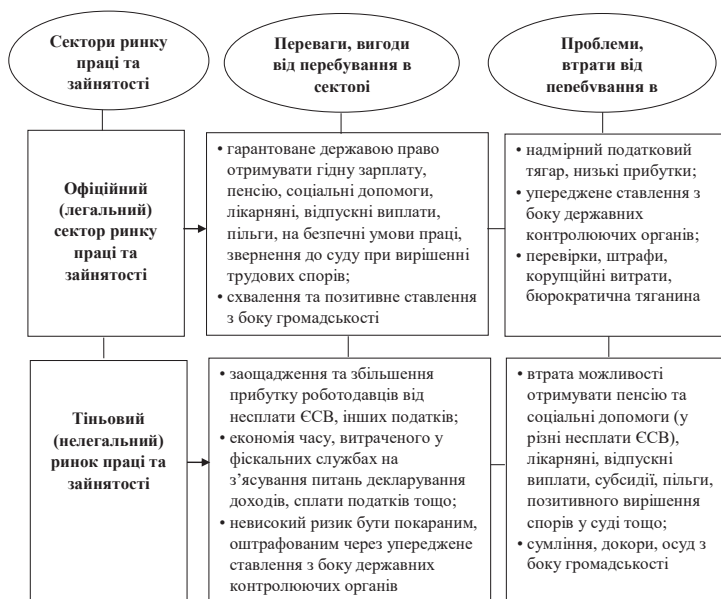 Сектори ринку
праці та
зайнятості
Переваги, вигоди
від перебування в
секторі
Проблеми,
втрати від
перебування в
Офіційний
(легальний)
сектор ринку
праці та
зайнятості
• гарантоване державою право
отримувати гідну зарплату,
пенсію, соціальні допомоги,
лікарняні, відпускні виплати,
пільги, на безпечні умови праці,
звернення до суду при вирішенні
трудових спорів;
• схвалення та позитивне ставлення
з боку громадськості
• надмірний податковий
тягар, низькі прибутки;
• упереджене ставлення з
боку державних
контролюючих органів;
• перевірки, штрафи,
корупційні витрати,
бюрократична тяганина
Тіньовий
(нелегальний)
ринок праці та
зайнятості
• заощадження та збільшення
прибутку роботодавців від
несплати ЄСВ, інших податків;
• економія часу, витраченого у
фіскальних службах на
з’ясування питань декларування
доходів, сплати податків тощо;
• невисокий ризик бути покараним,
оштрафованим через упереджене
ставлення з боку державних
контролюючих органів
• втрата можливості
отримувати пенсію та
соціальні допомоги (у
різні несплати ЄСВ),
лікарняні, відпускні
виплати, субсидії, пільги,
позитивного вирішення
спорів у суді тощо;
• сумління, докори, осуд з
боку громадськості